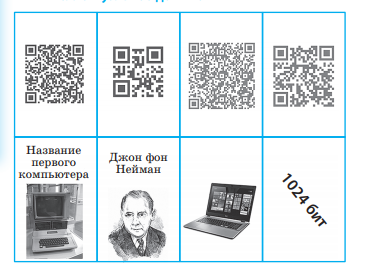 Название
первого
компьютера
Джон фон
Нейман
1024 бит